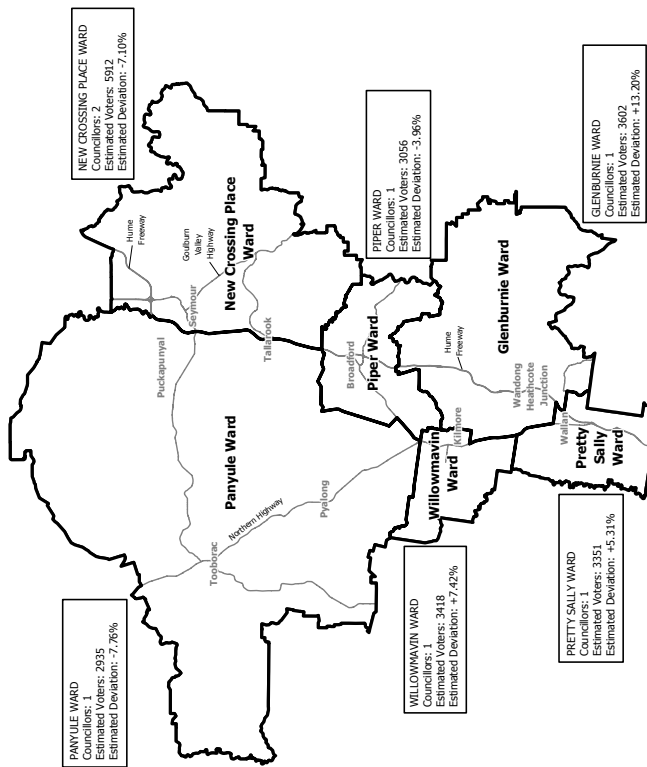 NEW CROSSING PLACE WARD
Councillors: 2
Estimated Voters: 5912
Estimated Deviation: -7.10%
Hume
Freeway
Goulburn
Valley
Highway
New Crossing Place
Ward
Seymour
Puckapunyal
Tallarook
PIPER WARD
Councillors: 1
Estimated Voters: 3056
Estimated Deviation: -3.96%
Broadford
Piper Ward
GLENBURNIE WARD
Councillors: 1
Estimated Voters: 3602
Estimated Deviation: +13.20%
Glenburnie Ward
Hume
Freeway
Wandong
Heathcote
Junction
Wallan
Pretty
Sally
Ward
Kilmore
Willowmavin
Ward
Panyule Ward
Northern Highway
Pyalong
Tooborac
PANYULE WARD
Councillors: 1
Estimated Voters: 2935
Estimated Deviation: -7.76%
WILLOWMAVIN WARD
Councillors: 1
Estimated Voters: 3418
Estimated Deviation: +7.42%
PRETTY SALLY WARD
Councillors: 1
Estimated Voters: 3351
Estimated Deviation: +5.31%